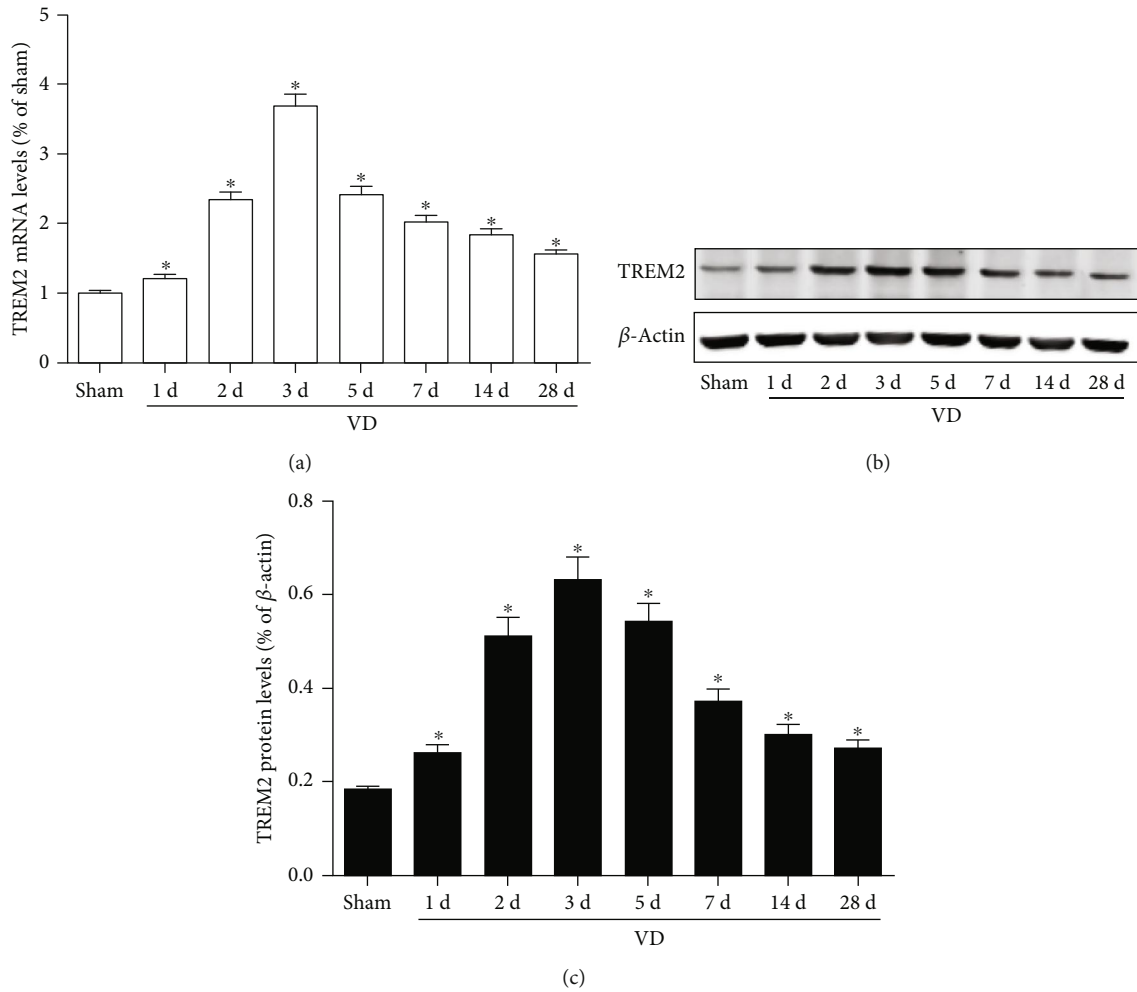 TREM2 mRNA levels (% of sham)
5
4
3
2
1
0
* * * * * * *
Sham 1 d 2 d 3 d 5 d 7 d 14 d 28 d
VD
(a)
TREM2
β-Actin
Sham 1 d 2 d 3 d 5 d 7 d 14 d 28 d
VD
(b)
TREM2 protein levels (% of β-actin)
0.8
0.6
0.4
0.2
0.0
* * * * * * *
Sham 1 d 2 d 3 d 5 d 7 d 14 d 28 d
VD
(c)